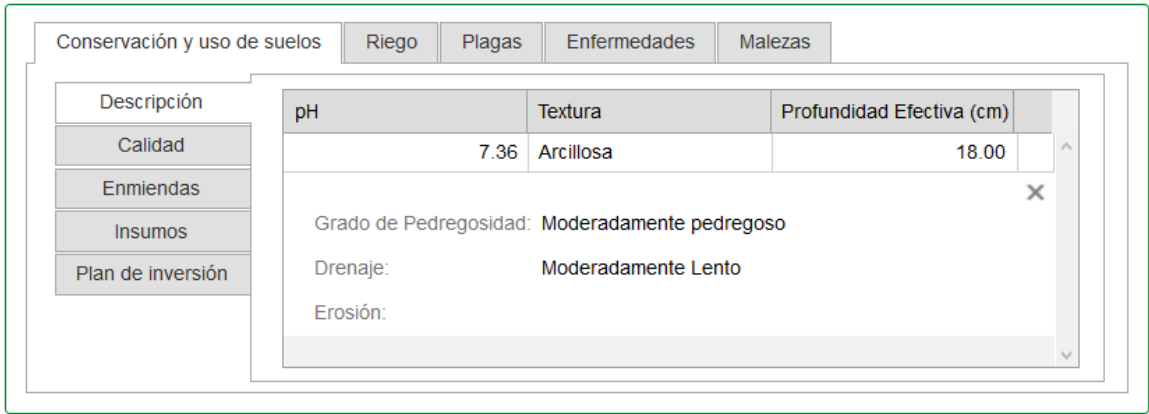 Conservación y uso de suelos Riego Plagas Enfermedades Malezas
Descripción
Calidad
Enmiendas
Insumos
Plan de inversión
pH Textura Profundidad Efectiva (cm)
7.36 Arcillosa 18.00
Grado de Pedregosidad: Moderadamente pedregoso
Drenaje: Moderadamente Lento
Erosión: